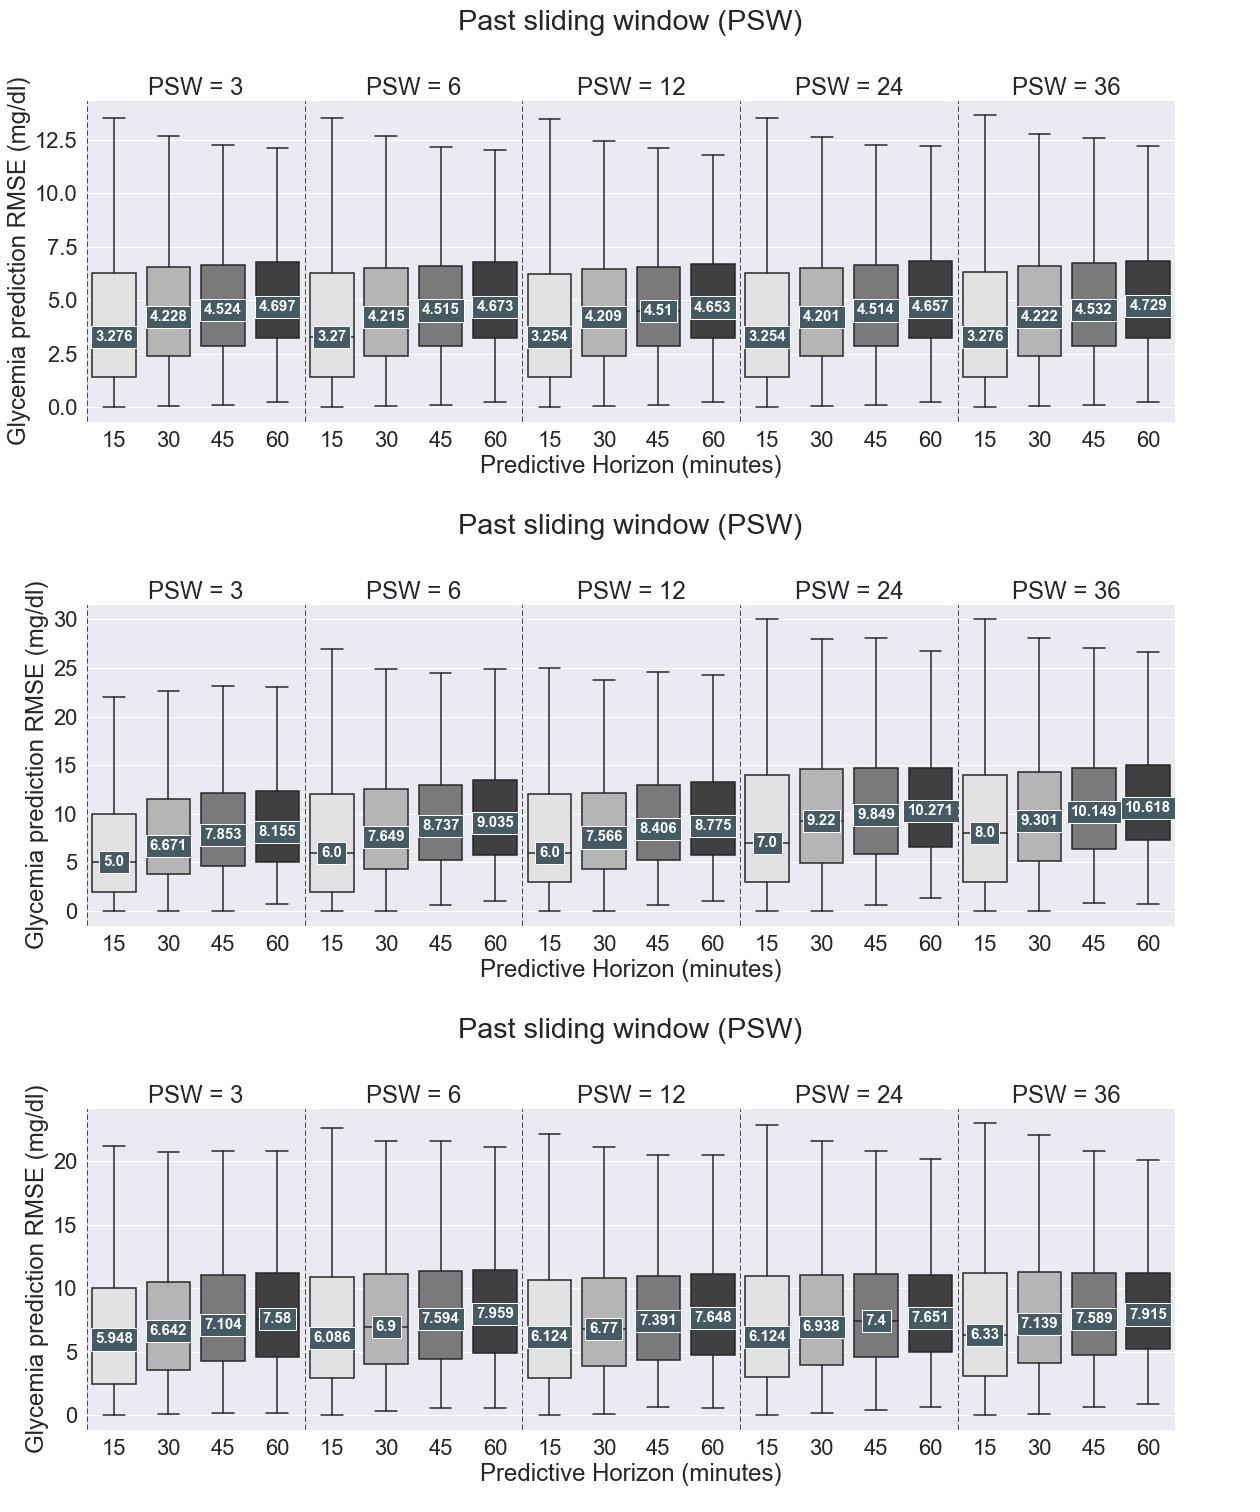 Past sliding window (PSW)
PSW = 3 PSW = 6 PSW = 12 PSW = 24 PSW = 36
Glycemia prediction RMSE (mg/dl)
12.5
10.0
7.5
5.0
2.5
0.0
3.276 4.228 4.524 4.697 3.27 4.215 4.515 4.673 3.254 4.209 4.51 4.653 3.254 4.201 4.514 4.657 3.276 4.222 4.532 4.729
15 30 45 60 15 30 45 60 15 30 45 60 15 30 45 60 15 30 45 60
Predictive Horizon (minutes)
Past sliding window (PSW)
PSW = 3 PSW = 6 PSW = 12 PSW = 24 PSW = 36
Glycemia prediction RMSE (mg/dl)
30
25
20
15
10
5
0
5.0 6.671 7.853 8.155 6.0 7.649 8.737 9.035 6.0 7.566 8.406 8.775 7.0 9.22 9.849 10.271 8.0 9.301 10.149 10.618
15 30 45 60 15 30 45 60 15 30 45 60 15 30 45 60 15 30 45 60
Predictive Horizon (minutes)
Past sliding window (PSW)
PSW = 3 PSW = 6 PSW = 12 PSW = 24 PSW = 36
Glycemia prediction RMSE (mg/dl)
20
15
10
5
0
5.948 6.642 7.104 7.58 6.086 6.9 7.594 7.959 6.124 6.77 7.391 7.648 6.124 6.938 7.4 7.651 6.33 7.139 7.589 7.915
15 30 45 60 15 30 45 60 15 30 45 60 15 30 45 60 15 30 45 60
Predictive Horizon (minutes)